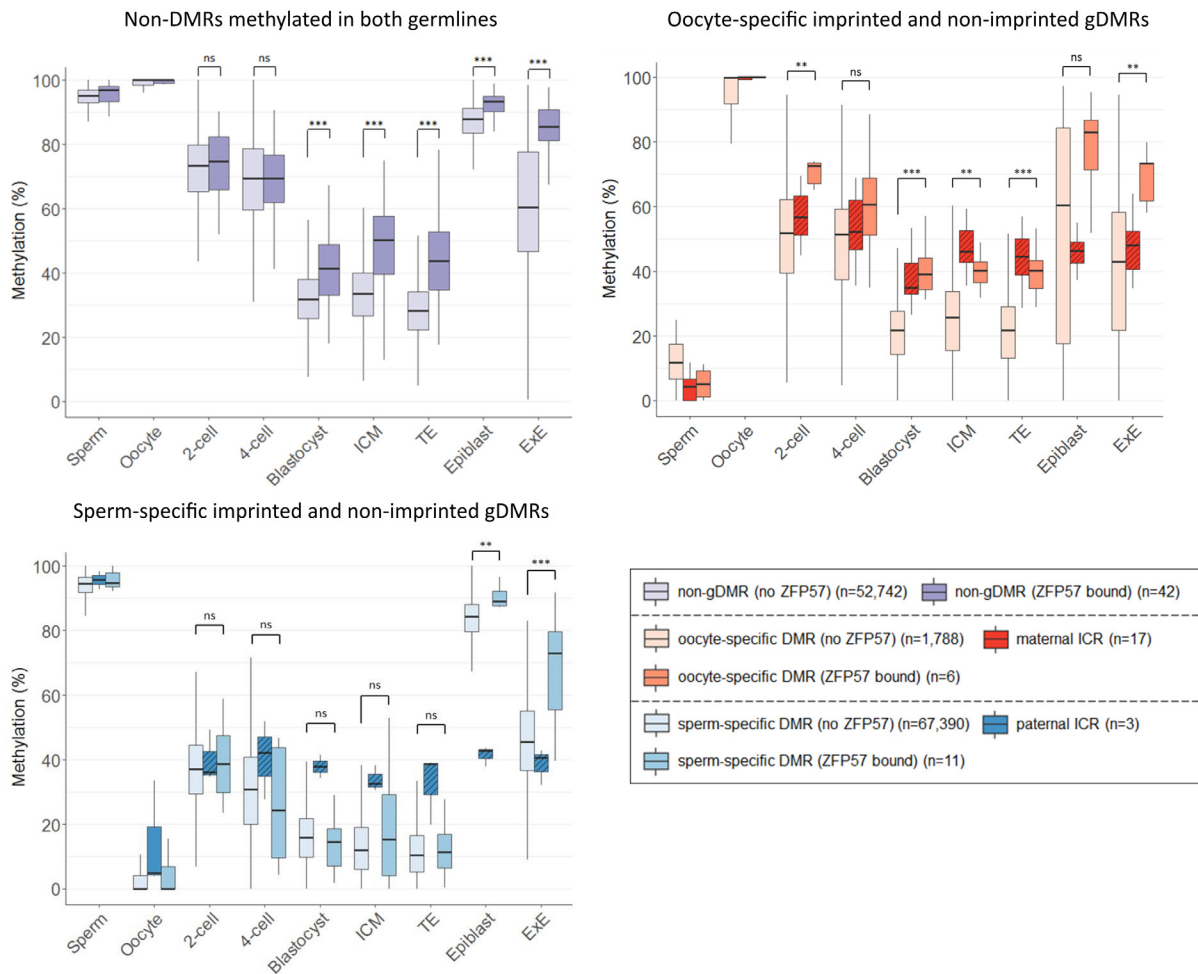 Non-DMRs methylated in both germlines
Methylation (%)
100
80
60
40
20
0
ns
ns
***
***
***
***
***
Sperm
Oocyte
2-cell
4-cell
Blastocyst
ICM
TE
Epiblast
ExE
Oocyte-specific imprinted and non-imprinted gDMRs
Methylation (%)
100
80
60
40
20
0
**
ns
***
**
***
ns
**
Sperm
Oocyte
2-cell
4-cell
Blastocyst
ICM
TE
Epiblast
ExE
Sperm-specific imprinted and non-imprinted gDMRs
Methylation (%)
100
80
60
40
20
0
ns
ns
ns
ns
ns
**
***
Sperm
Oocyte
2-cell
4-cell
Blastocyst
ICM
TE
Epiblast
ExE
non-gDMR (no ZFP57) (n=52,742)
non-gDMR (ZFP57 bound) (n=42)
oocyte-specific DMR (no ZFP57) (n=1,788)
maternal ICR (n=17)
oocyte-specific DMR (ZFP57 bound) (n=6)
sperm-specific DMR (no ZFP57) (n=67,390)
paternal ICR (n=3)
sperm-specific DMR (ZFP57 bound) (n=11)